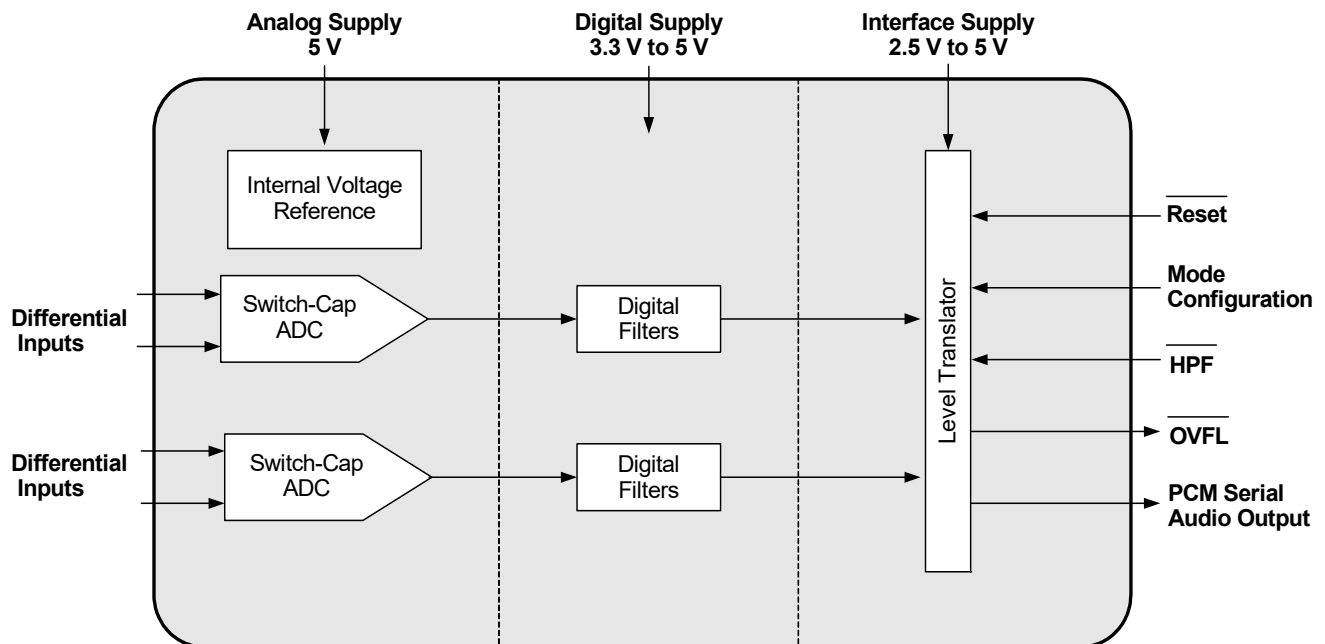 Analog Supply
5 V
Digital Supply
3.3 V to 5 V
Interface Supply
2.5 V to 5 V
Internal Voltage
Reference
Switch-Cap
ADC
Digital
Filters
Differential
Inputs
Switch-Cap
ADC
Digital
Filters
Differential
Inputs
Level Translator
Reset
Mode
Configuration
HPF
OVFL
PCM Serial
Audio Output